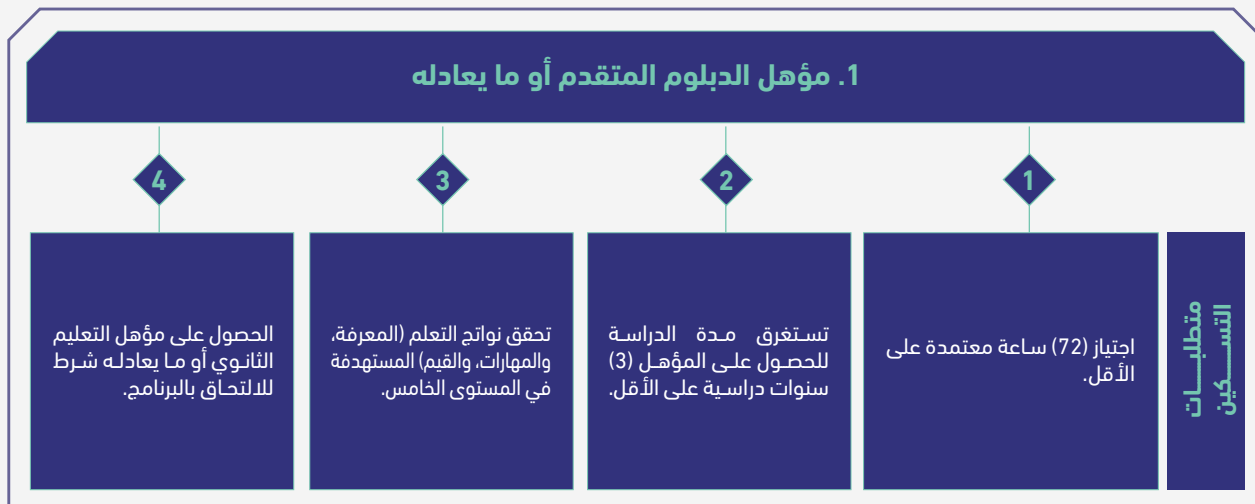 1. مؤهل الدبلوم المتقدم أو ما يعادله
متطلبـــــات
التســـــكين
1
اجتياز (72) ساعة معتمدة على
الأقل.
2
تستغرق مدة الدراسة
للحصول على المؤهل (3)
سنوات دراسية على الأقل.
3
تحقق نواتج التعلم (المعرفة،
والمهارات، والقيم) المستهدفة
في المستوى الخامس.
4
الحصول على مؤهل التعليم
الثانوي أو ما يعادله شرط
للالتحاق بالبرنامج.